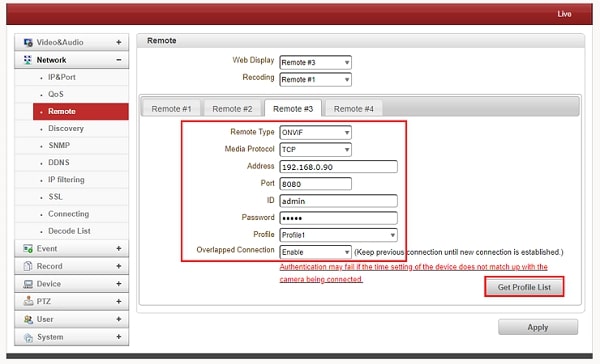 Live
Video&Audio +
Network −
IP&Port
QoS
Remote
Discovery
SNMP
DDNS
IP filtering
SSL
Connecting
Decode List
Event +
Record +
Device +
PTZ +
User +
System +
Remote
Web Display Remote #3
Recoding Remote #1
Remote #1 Remote #2 Remote #3 Remote #4
Remote Type ONVIF
Media Protocol TCP
Address 192.168.0.90
Port 8080
ID admin
Password •••••
Profile Profile1
Overlapped Connection Enable (Keep previous connection until new connection is established.)
Authentication may fail if the time setting of the device does not match up with the
camera being connected.
Get Profile List
Apply